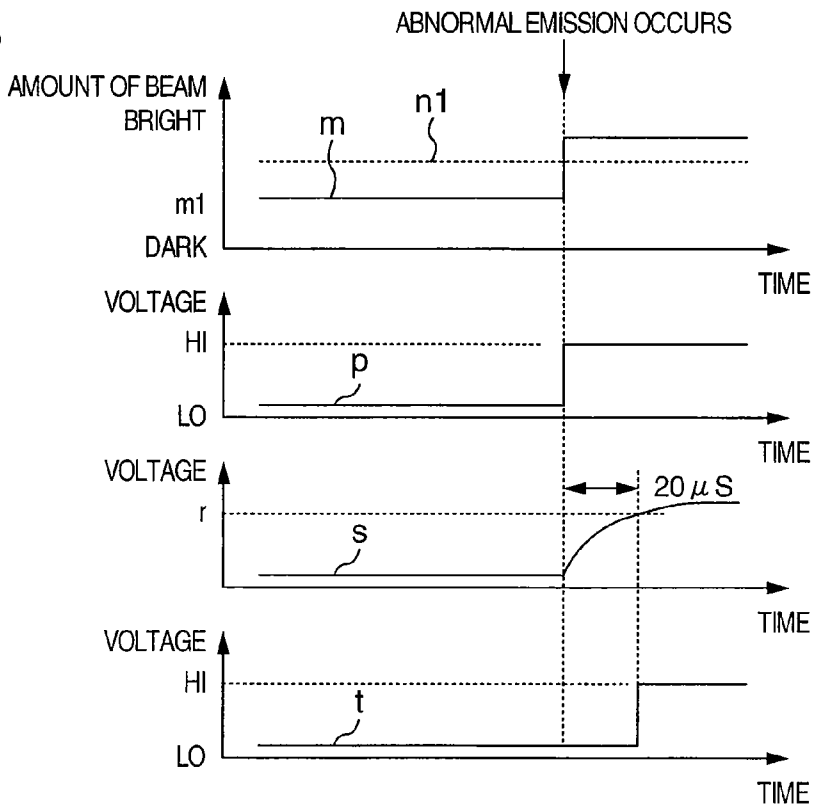 ABNORMAL EMISSION OCCURS
AMOUNT OF BEAM
BRIGHT
m
n1
m1
DARK
TIME
VOLTAGE
HI
p
LO
TIME
VOLTAGE
20 μ S
r
s
TIME
VOLTAGE
HI
t
LO
TIME